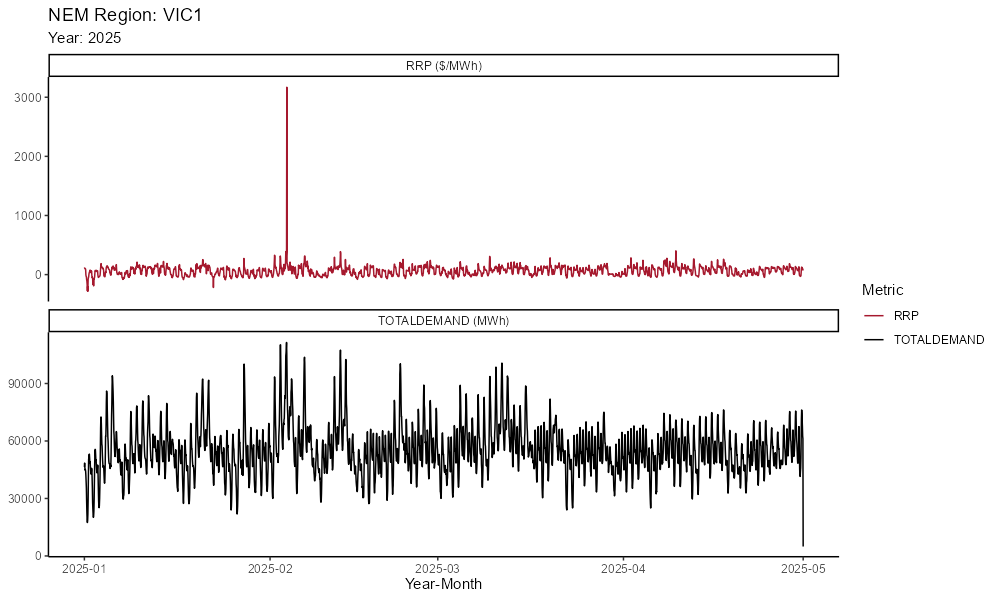 NEM Region: VIC1
Year: 2025
RRP ($/MWh)
3000
2000
1000
0
TOTALDEMAND (MWh)
90000
60000
30000
0
2025-01 2025-02 2025-03 2025-04 2025-05
Year-Month
Metric
RRP
TOTALDEMAND